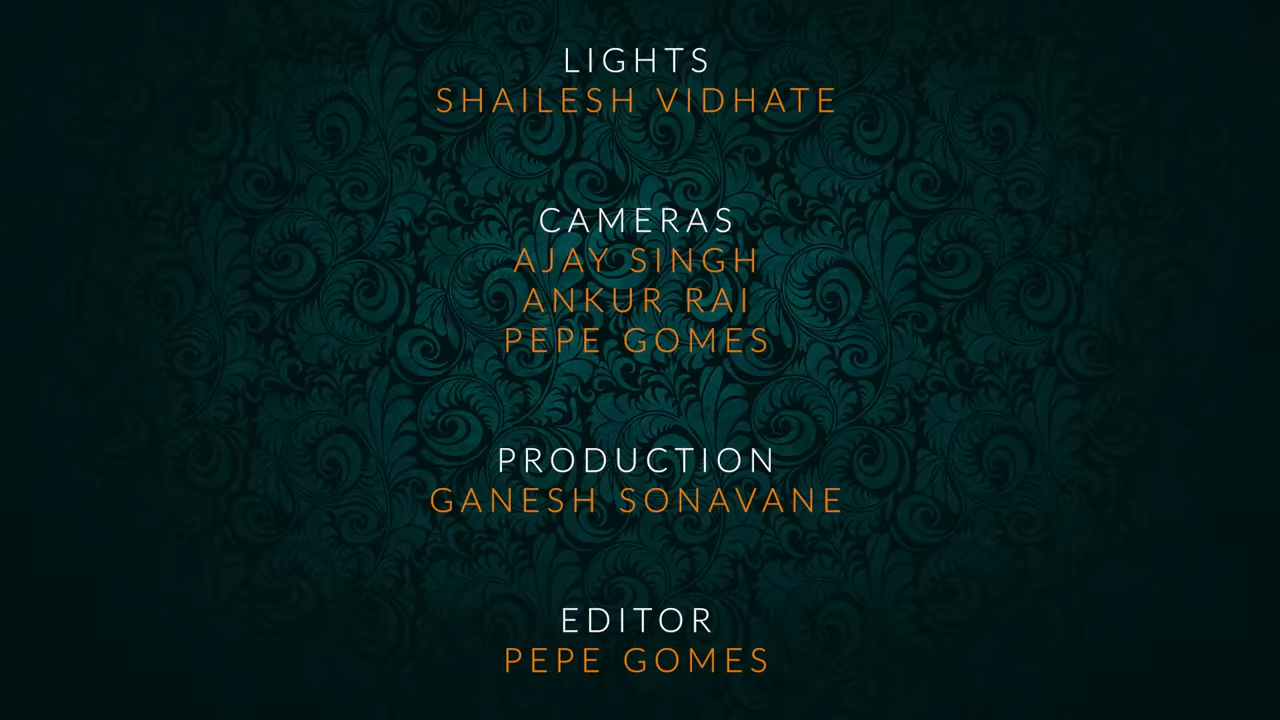 LIGHTS
SHAILESH VIDHATE
CAMERAS
AJAY SINGH
ANKUR RAI
PEPE GOMES
PRODUCTION
GANESH SONAVANE
EDITOR
PEPE GOMES